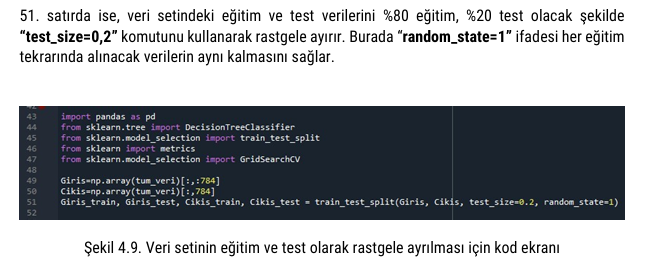 51. satırda ise, veri setindeki eğitim ve test verilerini %80 eğitim, %20 test olacak şekilde
“test_size=0,2” komutunu kullanarak rastgele ayırır. Burada “random_state=1” ifadesi her eğitim
tekrarında alınacak verilerin aynı kalmasını sağlar.
43 import pandas as pd
44 from sklearn.tree import DecisionTreeClassifier
45 from sklearn.model_selection import train_test_split
46 from sklearn import metrics
47 from sklearn.model_selection import GridSearchCV
48
49 Giris=np.array(tum_veri)[:,:784]
50 Cikis=np.array(tum_veri)[:,784]
51 Giris_train, Giris_test, Cikis_train, Cikis_test = train_test_split(Giris, Cikis, test_size=0.2, random_state=1)
52
Şekil 4.9. Veri setinin eğitim ve test olarak rastgele ayrılması için kod ekranı